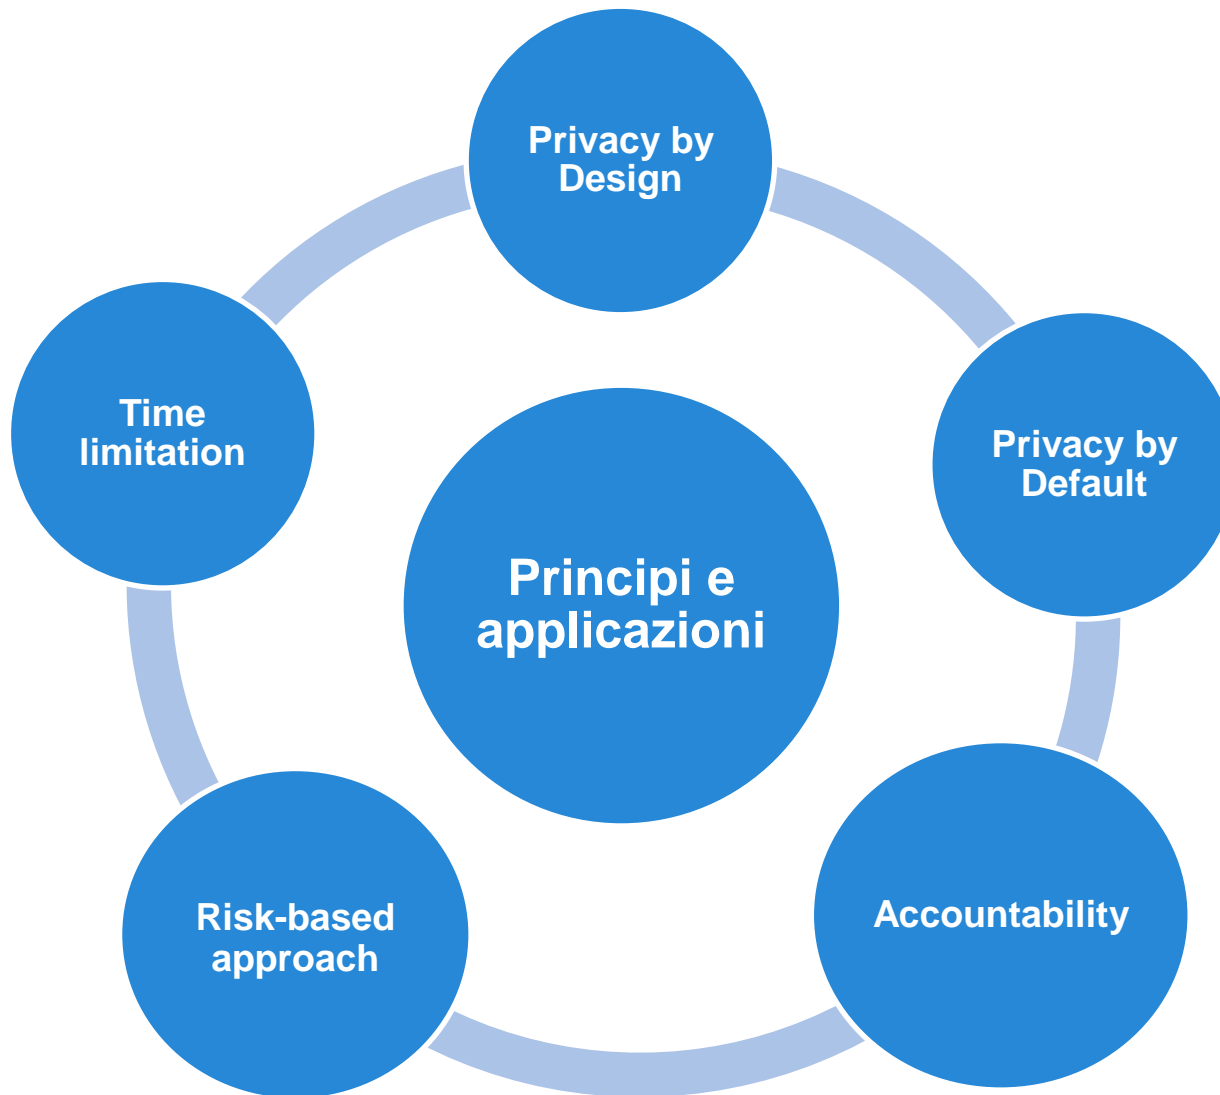 Privacy by
Design
Privacy by
Default
Accountability
Risk-based
approach
Time
limitation
Principi e
applicazioni